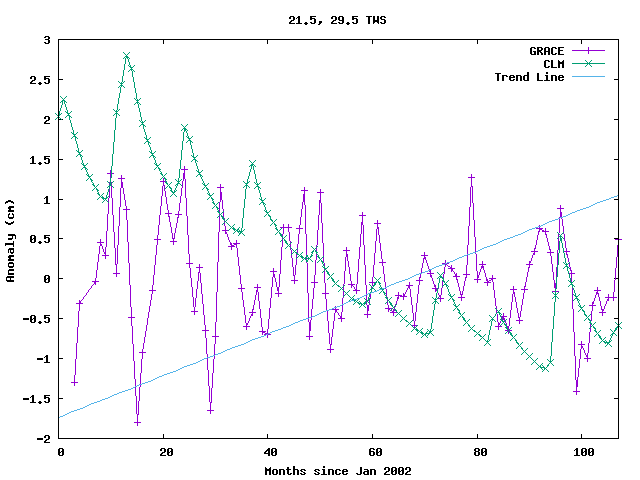 21.5, 29.5 TWS
GRACE
CLM
Trend Line
3
2.5
2
1.5
1
0.5
0
-0.5
-1
-1.5
-2
Anomaly (cm)
0 20 40 60 80 100
Months since Jan 2002